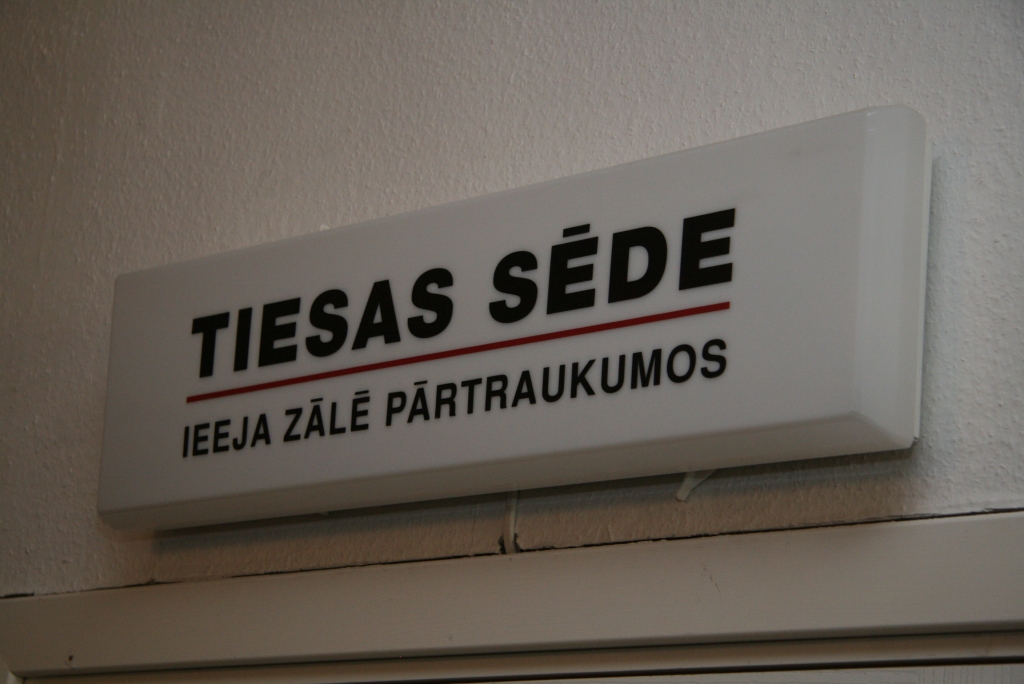 TIESAS SĒDE
IEEJA ZĀLĒ PĀRTRAUKUMOS